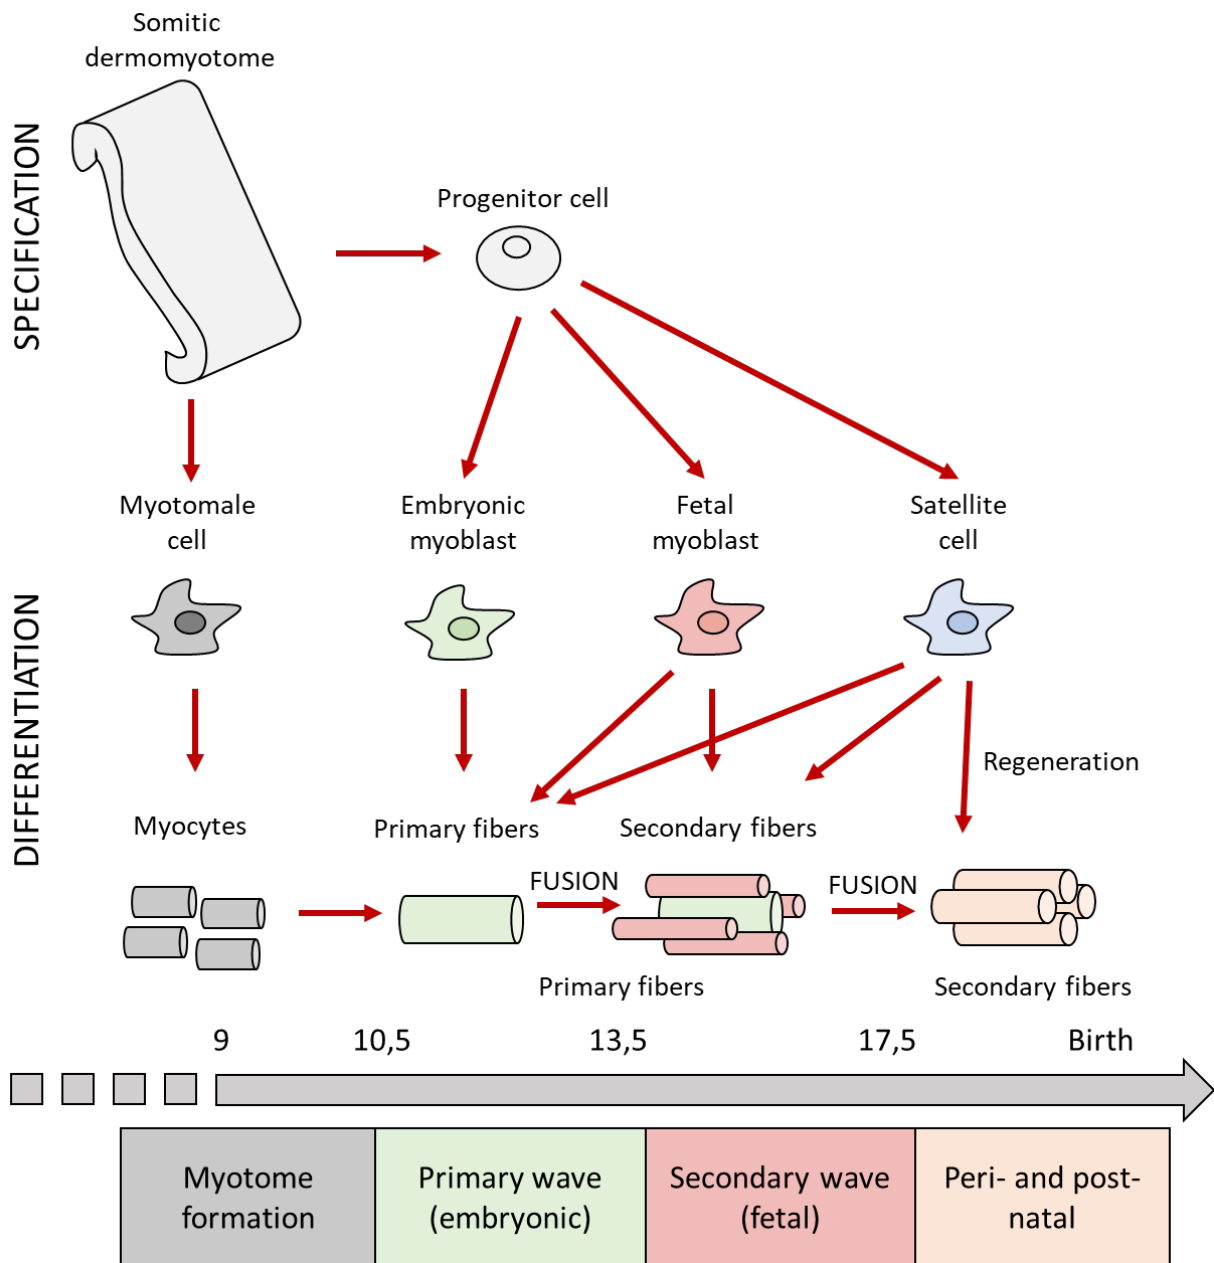 Somitic
dermomyotome
SPECIFICATION
Progenitor cell
Myotomale
cell
Embryonic
myoblast
Fetal
myoblast
Satellite
cell
DIFFERENTIATION
Regeneration
Myocytes
Primary fibers
Secondary fibers
FUSION
FUSION
Primary fibers
Secondary fibers
9
10,5
13,5
17,5
Birth
Myotome
formation
Primary wave
(embryonic)
Secondary wave
(fetal)
Peri- and post-
natal